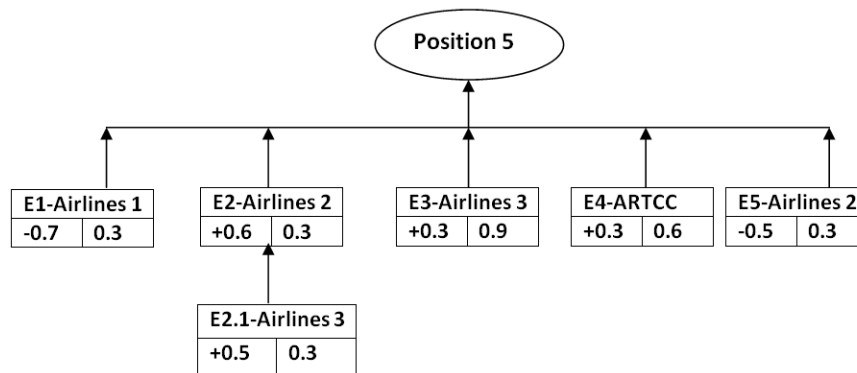 Position 5
E1-Airlines 1
-0.7 0.3
E2-Airlines 2
+0.6 0.3
E3-Airlines 3
+0.3 0.9
E4-ARTCC
+0.3 0.6
E5-Airlines 2
-0.5 0.3
E2.1-Airlines 3
+0.5 0.3